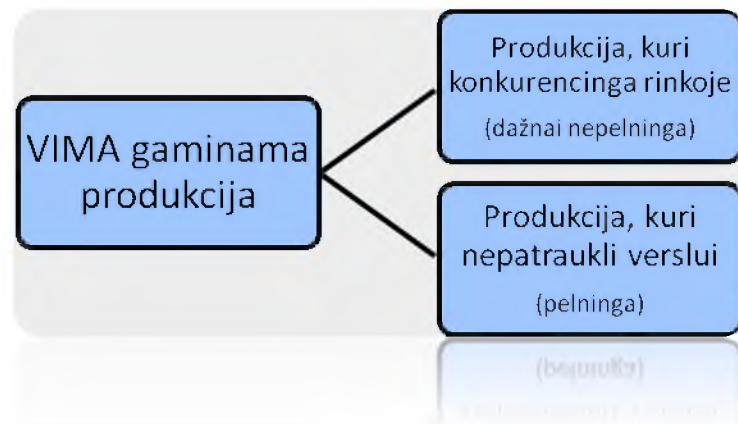 VIMA gaminama
produkcija
Produkcija, kuri
konkurencinga rinkoje
(dažnai nepelninga)
Produkcija, kuri
nepatraukli verslui
(pelninga)